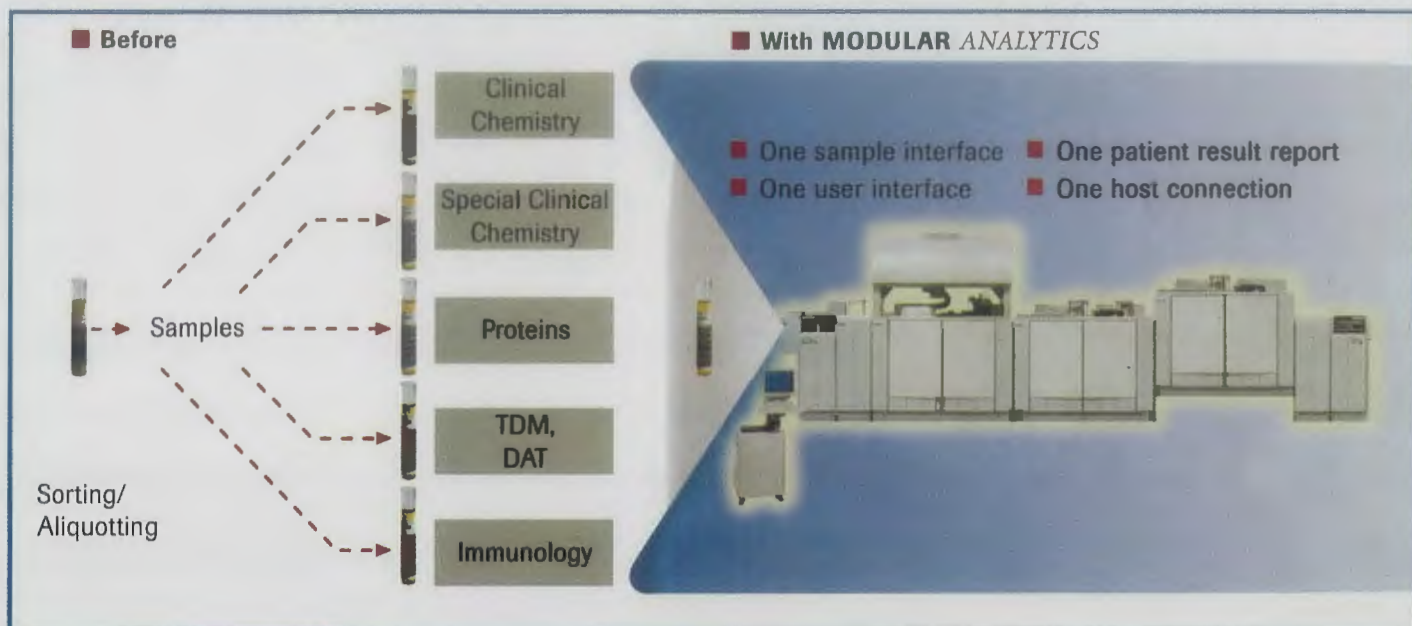 Before
Clinical
Chemistry
Special Clinical
Chemistry
Samples
Proteins
TDM,
DAT
Sorting/
Aliquotting
Immunology
With MODULAR ANALYTICS
One sample interface
One user interface
One patient result report
One host connection